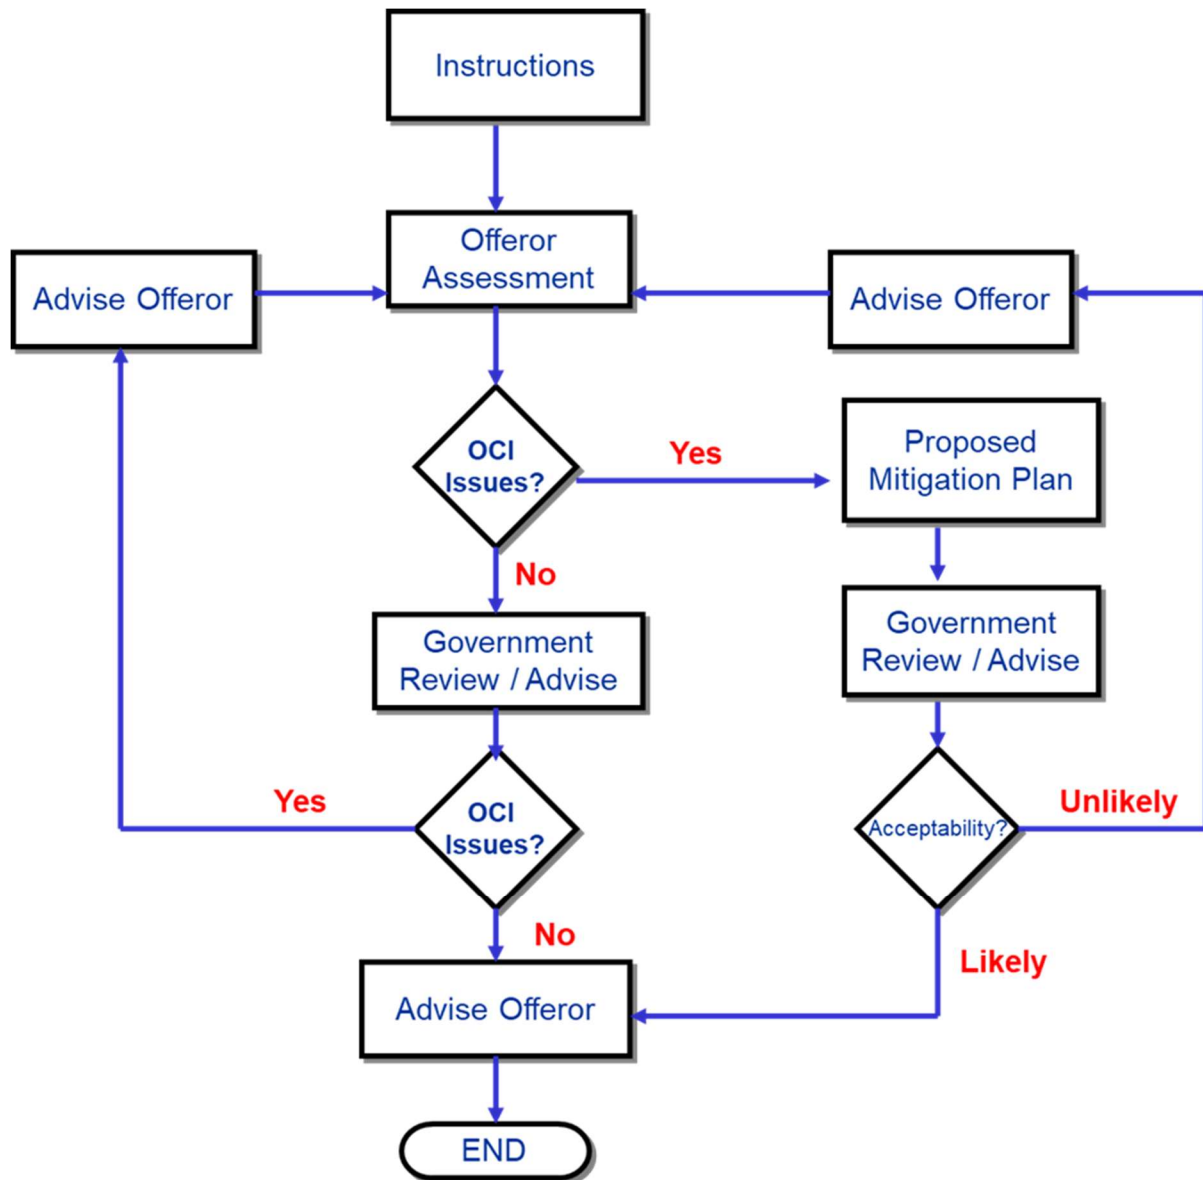 Instructions
Offeror
Assessment
Advise Offeror
Advise Offeror
OCI
Issues?
Yes
Proposed
Mitigation Plan
No
Government
Review / Advise
Government
Review / Advise
Yes
OCI
Issues?
Acceptability?
Unlikely
No
Likely
Advise Offeror
END